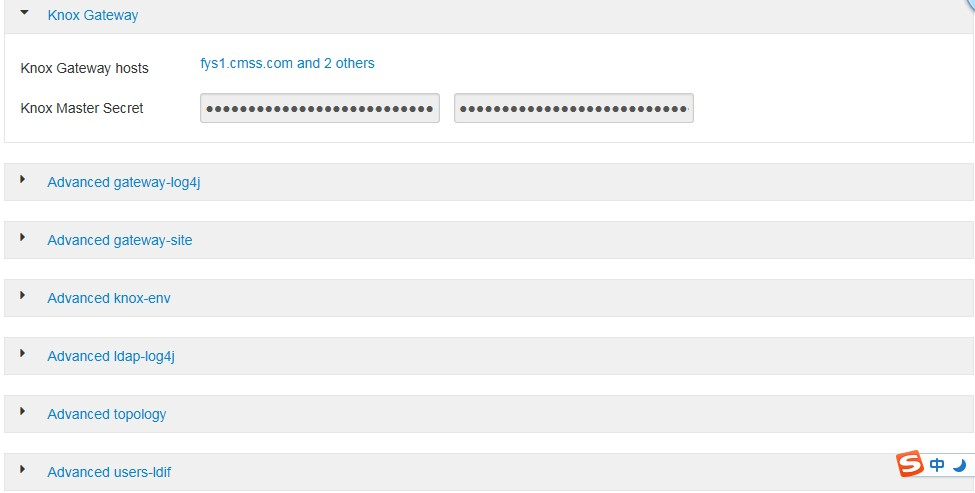 Knox Gateway
Knox Gateway hosts fys1.cmss.com and 2 others
Knox Master Secret
Advanced gateway-log4j
Advanced gateway-site
Advanced knox-env
Advanced ldap-log4j
Advanced topology
Advanced users-ldif
S 中